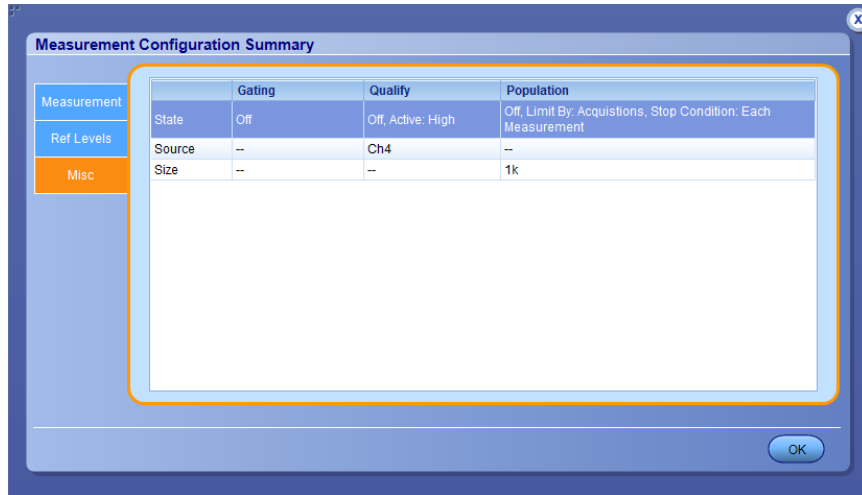 X
Measurement Configuration Summary
Measurement
Ref Levels
Misc
Gating Qualify Population
State Off Off, Active: High Off, Limit By: Acquistions, Stop Condition: Each
Measurement
Source -- Ch4 --
Size -- -- 1k
OK